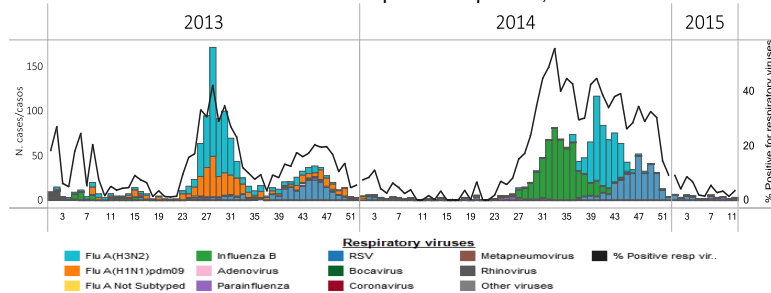 2013 2014 2015
N. cases/casos
150
100
50
0
% Positive for respiratory viruses
40
20
0
3 7 11 15 19 23 27 31 35 39 43 47 51 3 7 11 15 19 23 27 31 35 39 43 47 51 3 7 11
Respiratory viruses
Flu A(H3N2) Influenza B RSV Metapneumovirus % Positive resp vir..
Flu A(H1N1)pdm09 Adenovirus Bocavirus Rhinovirus
Flu A Not Subtyped Parainfluenza Coronavirus Other viruses